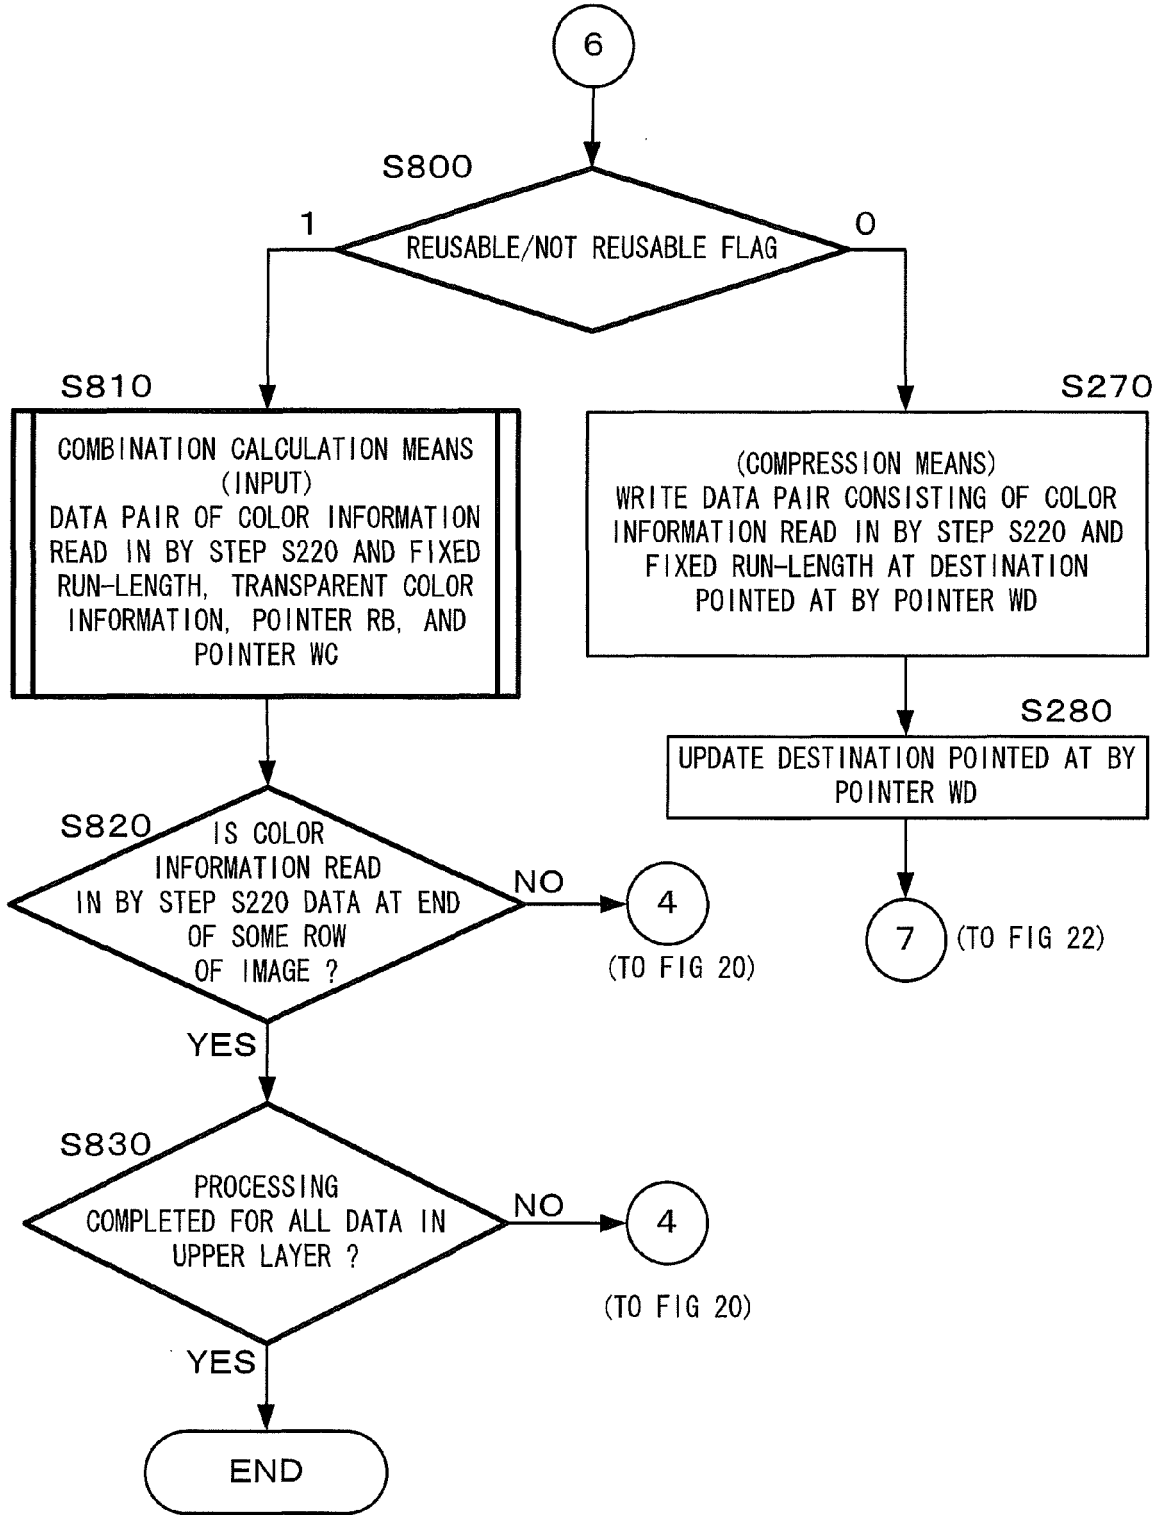 6
S800
1
0
REUSABLE/NOT REUSABLE FLAG
S810
COMBINATION CALCULATION MEANS
(INPUT)
DATA PAIR OF COLOR INFORMATION
READ IN BY STEP S220 AND FIXED
RUN-LENGTH, TRANSPARENT COLOR
INFORMATION, POINTER RB, AND
POINTER WC
S270
(COMPRESSION MEANS)
WRITE DATA PAIR CONSISTING OF COLOR
INFORMATION READ IN BY STEP S220 AND
FIXED RUN-LENGTH AT DESTINATION
POINTED AT BY POINTER WD
S280
UPDATE DESTINATION POINTED AT BY
POINTER WD
7
(TO FIG 22)
S820
IS COLOR
INFORMATION READ
IN BY STEP S220 DATA AT END
OF SOME ROW
OF IMAGE ?
NO
4
(TO FIG 20)
YES
S830
PROCESSING
COMPLETED FOR ALL DATA IN
UPPER LAYER ?
NO
4
(TO FIG 20)
YES
END